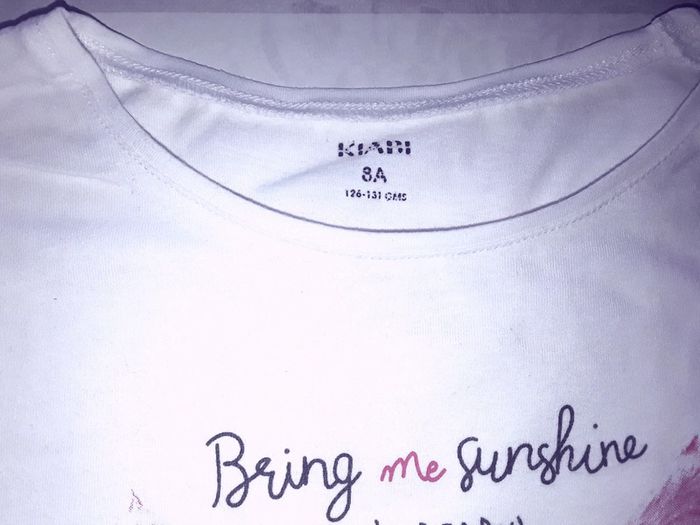 KIABI
8A
126-131 CMS
Bring me sunshine